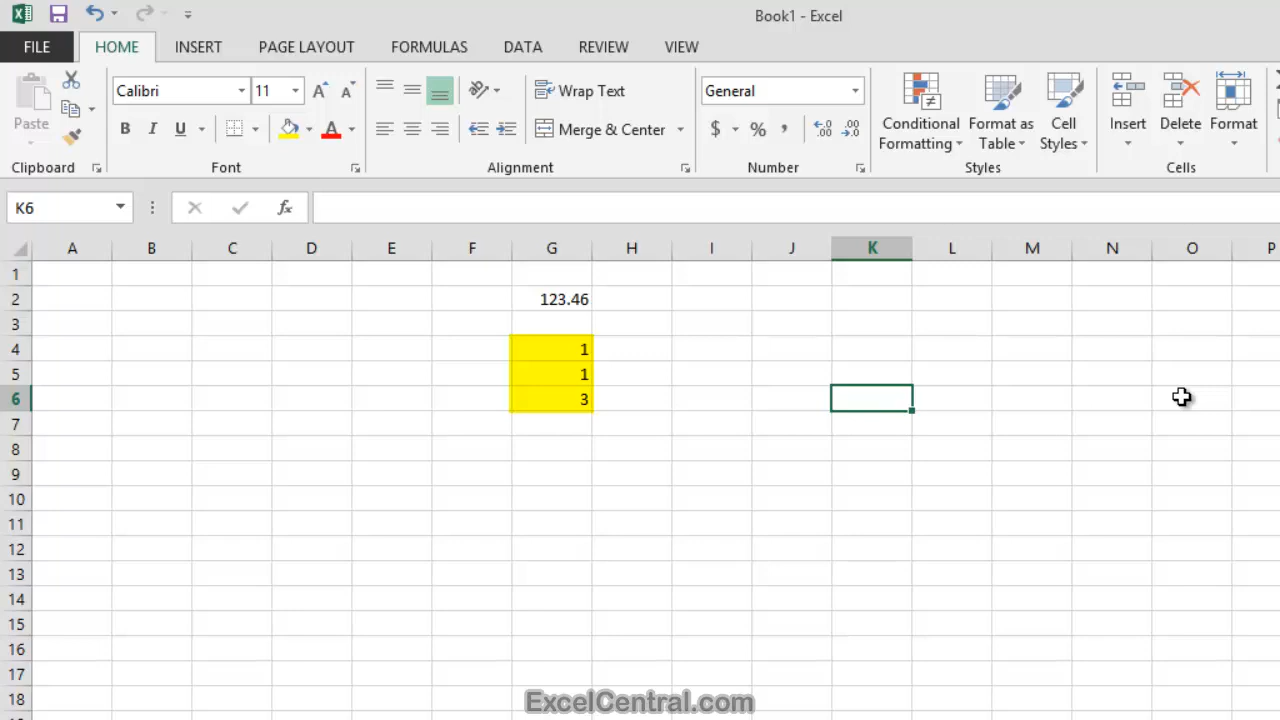 Book1 - Excel
FILE HOME INSERT PAGE LAYOUT FORMULAS DATA REVIEW VIEW
Paste
Calibri 11
B I U A
Wrap Text
Merge & Center
General
$ % ,
Conditional Formatting
Format as Table
Cell Styles
Insert Delete Format
Clipboard Font Alignment Number Styles Cells
K6 fx
A B C D E F G H I J K L M N O P
1
2 123.46
3
4 1
5 1
6 3
7
8
9
10
11
12
13
14
15
16
17
18
ExcelCentral.com